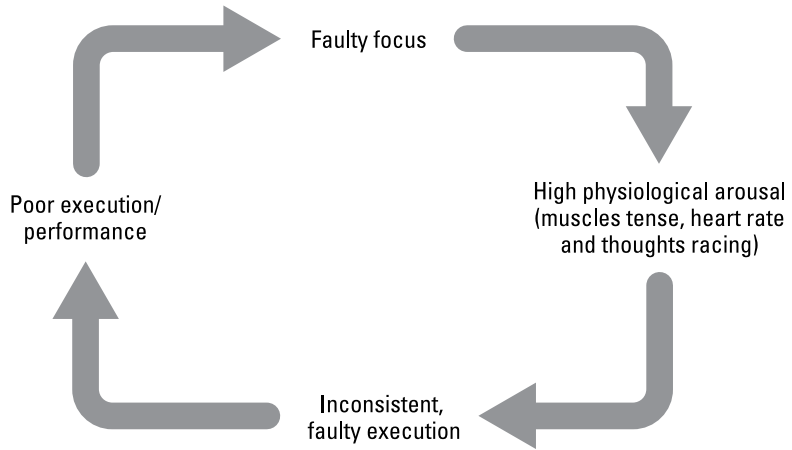 Faulty focus
High physiological arousal
(muscles tense, heart rate
and thoughts racing)
Inconsistent,
faulty execution
Poor execution/
performance